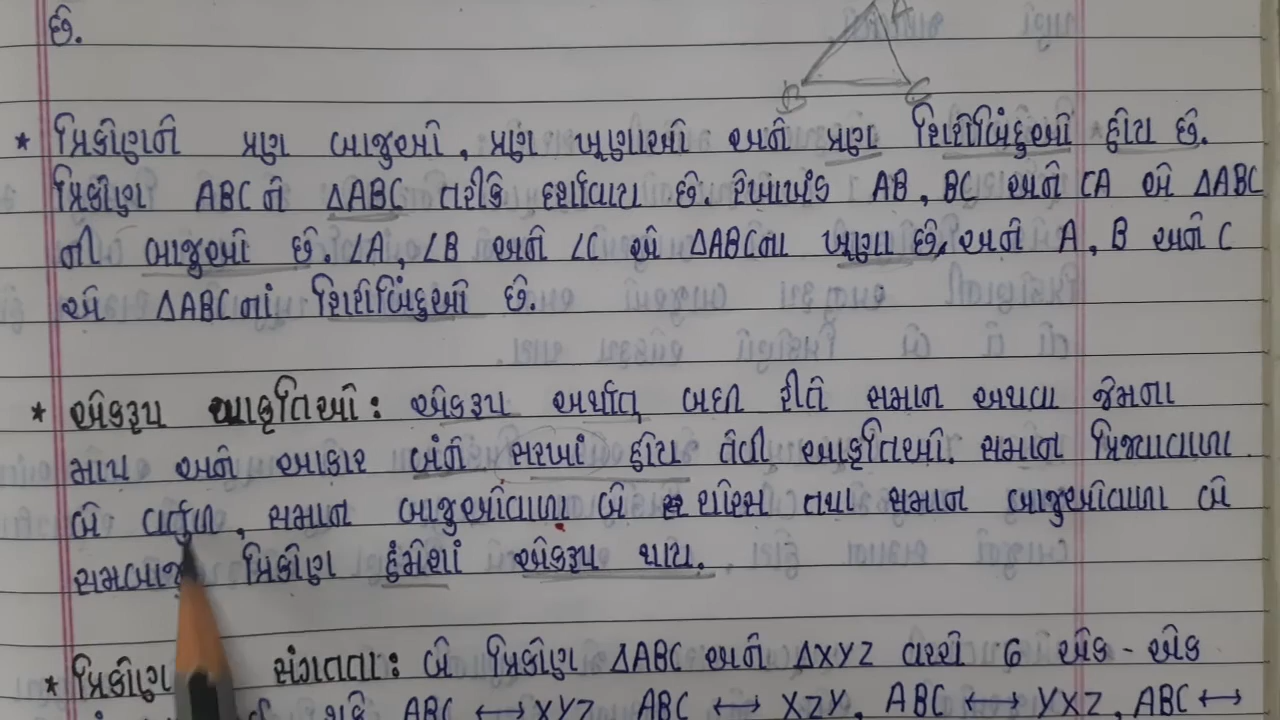 છે.
A
B C
* ત્રિકોણને ત્રણ બાજુઓ, ત્રણ ખૂણાઓ અને ત્રણ શિરોબિંદુઓ હોય છે.
ત્રિકોણ ABC ને ΔABC તરીકે દર્શાવાય છે. રેખાખંડ AB, BC અને CA એ ΔABC
ની બાજુઓ છે. ∠A, ∠B અને ∠C એ ΔABCના ખૂણા છે, અને A, B અને C
એ ΔABCનાં શિરોબિંદુઓ છે.
* એકરૂપ આકૃતિઓ : એકરૂપ અર્થાત્ બધી રીતે સમાન અથવા જેમના
માપ અને આકાર બંને સરખાં હોય તેવી આકૃતિઓ. સમાન ત્રિજ્યાવાળા
બે વર્તુળ, સમાન બાજુઓવાળા બે ચોરસ તથા સમાન બાજુઓવાળા બે
સમબાજુ ત્રિકોણ હંમેશાં એકરૂપ થાય.
* ત્રિકોણ સંગતતા : બે ત્રિકોણ ΔABC અને ΔXYZ વચ્ચે 6 એક - એક
ABC ↔ XYZ, ABC ↔ XZY, ABC ↔ YXZ, ABC ↔